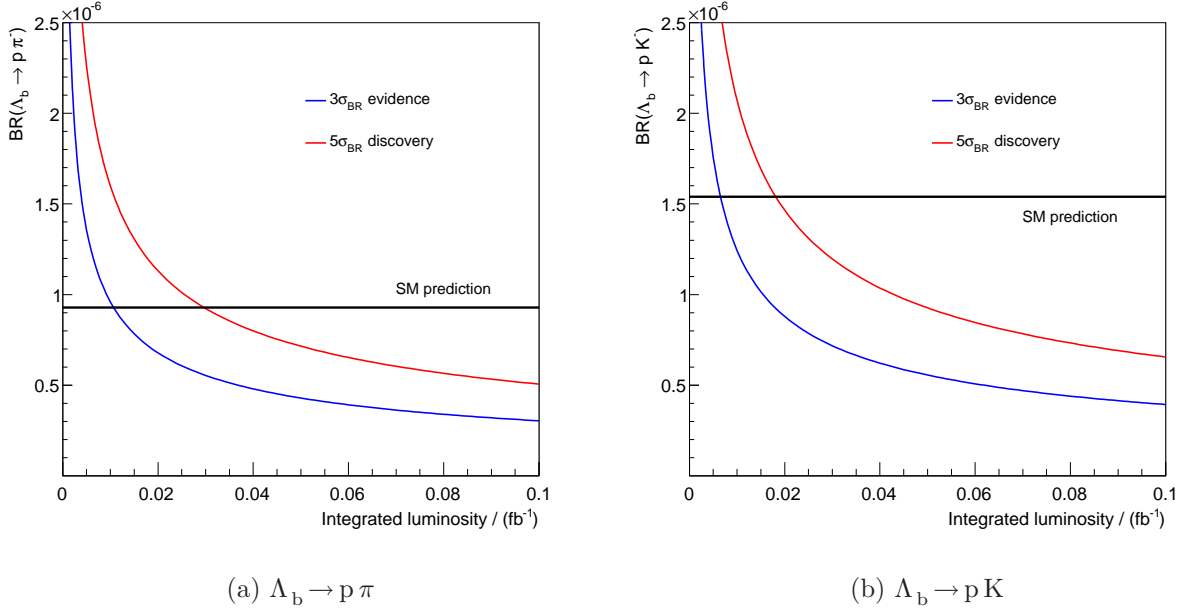 ×10⁻⁶
BR(Λb → p π⁻)
2.5
2
1.5
1
0.5
0
0.02
0.04
0.06
0.08
0.1
3σBR evidence
5σBR discovery
SM prediction
Integrated luminosity / (fb⁻¹)
(a) Λb → p π
×10⁻⁶
BR(Λb → p K⁻)
2.5
2
1.5
1
0.5
0
0.02
0.04
0.06
0.08
0.1
3σBR evidence
5σBR discovery
SM prediction
Integrated luminosity / (fb⁻¹)
(b) Λb → p K